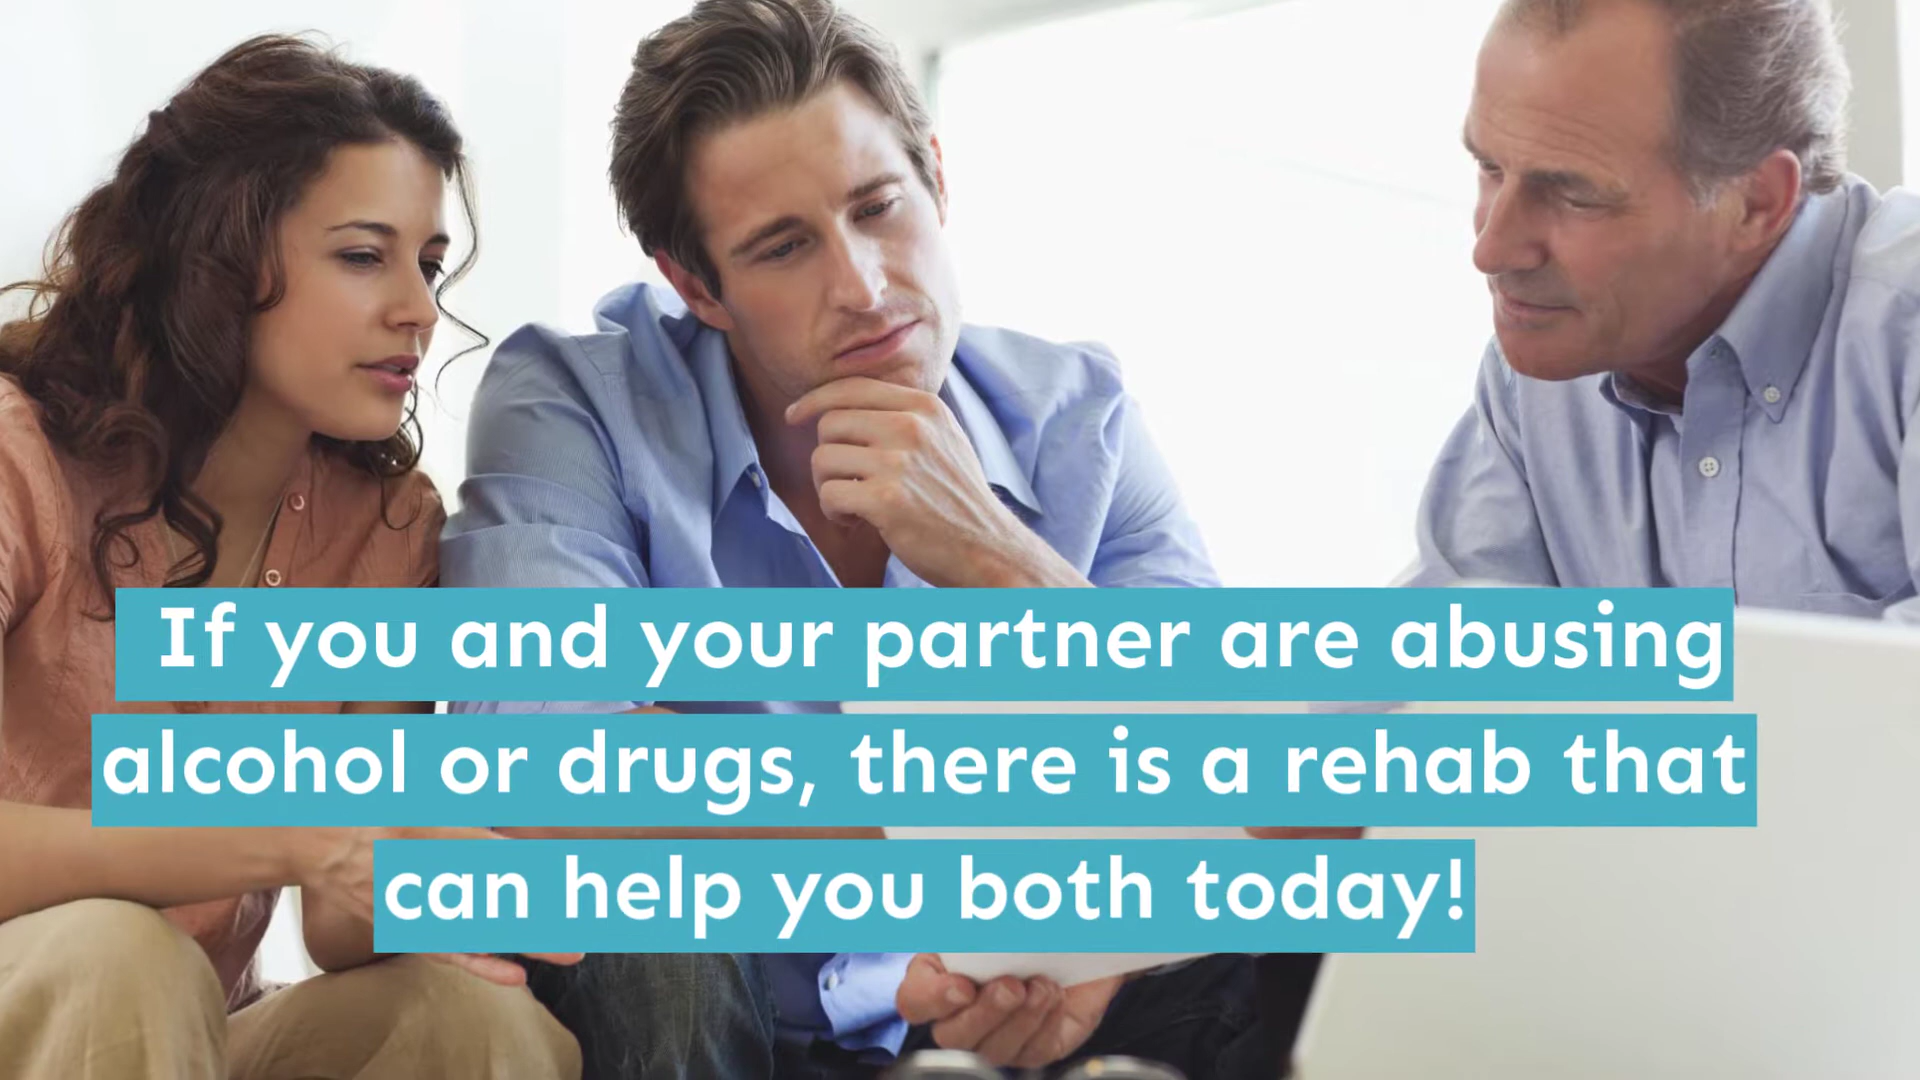 If you and your partner are abusing
alcohol or drugs, there is a rehab that
can help you both today!